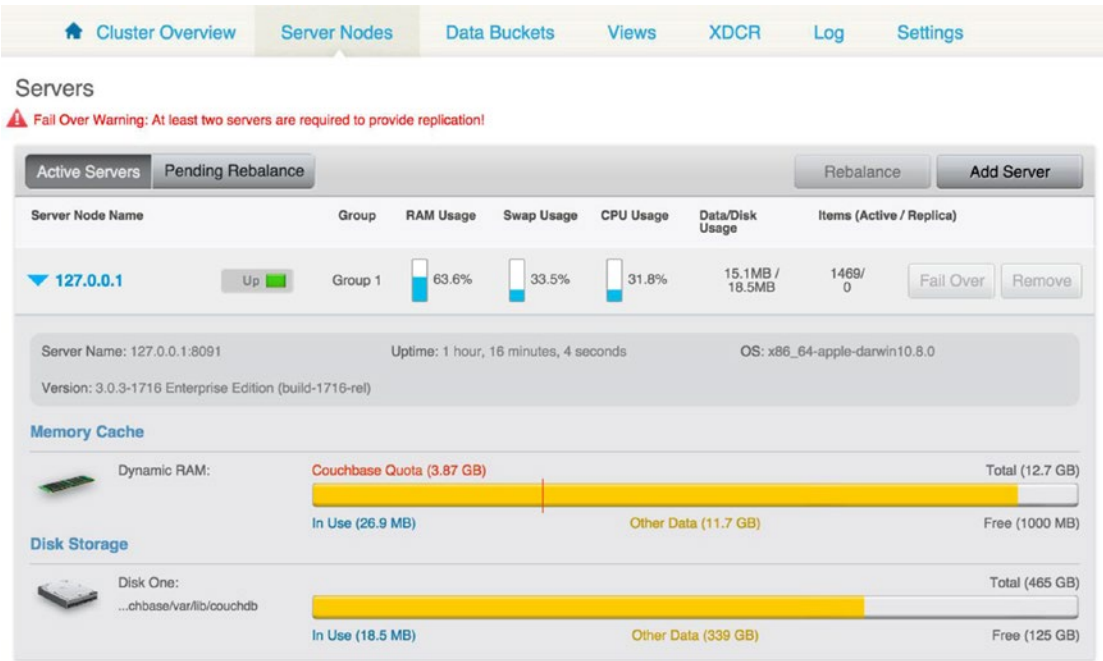 Cluster Overview Server Nodes Data Buckets Views XDCR Log Settings
Servers
Fail Over Warning: At least two servers are required to provide replication!
Active Servers Pending Rebalance Rebalance Add Server
Server Node Name Group RAM Usage Swap Usage CPU Usage Data/Disk Usage Items (Active / Replica)
127.0.0.1 Up Group 1 63.6% 33.5% 31.8% 15.1MB / 18.5MB 1469/ 0 Fail Over Remove
Server Name: 127.0.0.1:8091 Uptime: 1 hour, 16 minutes, 4 seconds OS: x86_64-apple-darwin10.8.0
Version: 3.0.3-1716 Enterprise Edition (build-1716-rel)
Memory Cache
Dynamic RAM: Couchbase Quota (3.87 GB) Total (12.7 GB)
In Use (26.9 MB) Other Data (11.7 GB) Free (1000 MB)
Disk Storage
Disk One: Total (465 GB)
...chbase/var/lib/couchdb
In Use (18.5 MB) Other Data (339 GB) Free (125 GB)